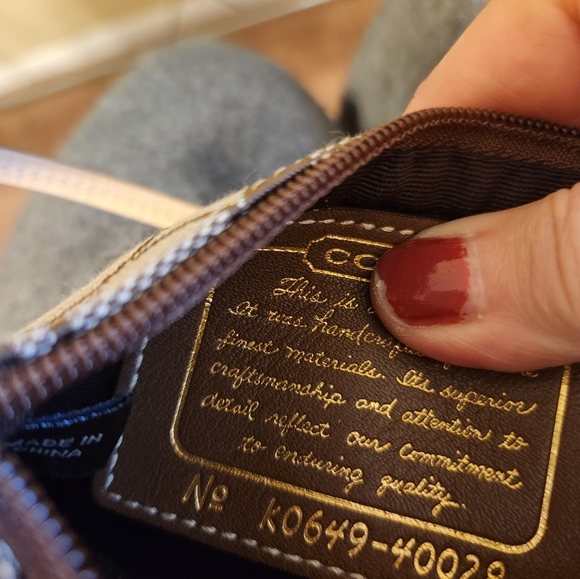 CO
This is
It was handcrafted
finest materials. Its superior
craftsmanship and attention to
detail reflect our commitment
to enduring quality.
Nº K0649-40029
MADE IN
CHINA